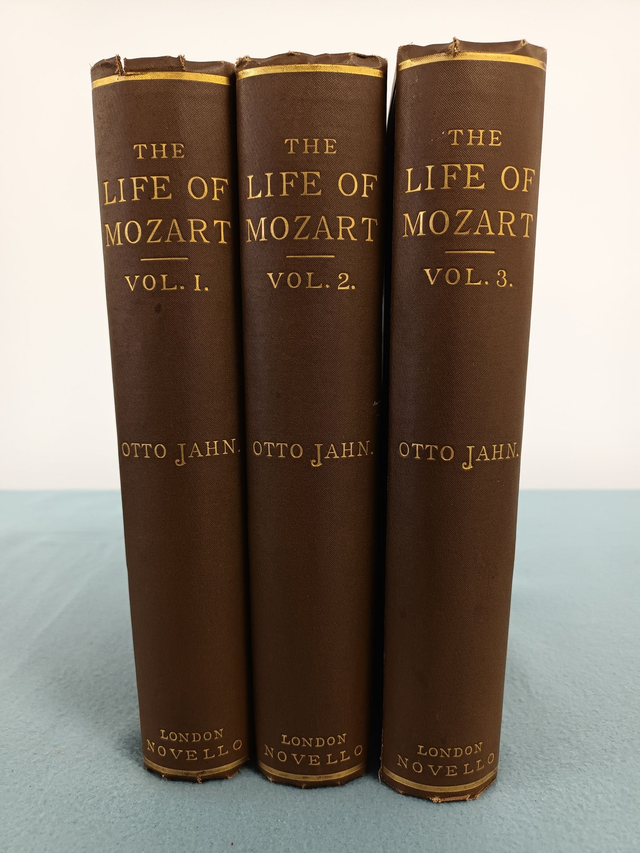 THE
LIFE OF
MOZART
VOL. 1.
OTTO JAHN.
LONDON
NOVELLO
THE
LIFE OF
MOZART
VOL. 2.
OTTO JAHN.
LONDON
NOVELLO
THE
LIFE OF
MOZART
VOL. 3.
OTTO JAHN.
LONDON
NOVELLO